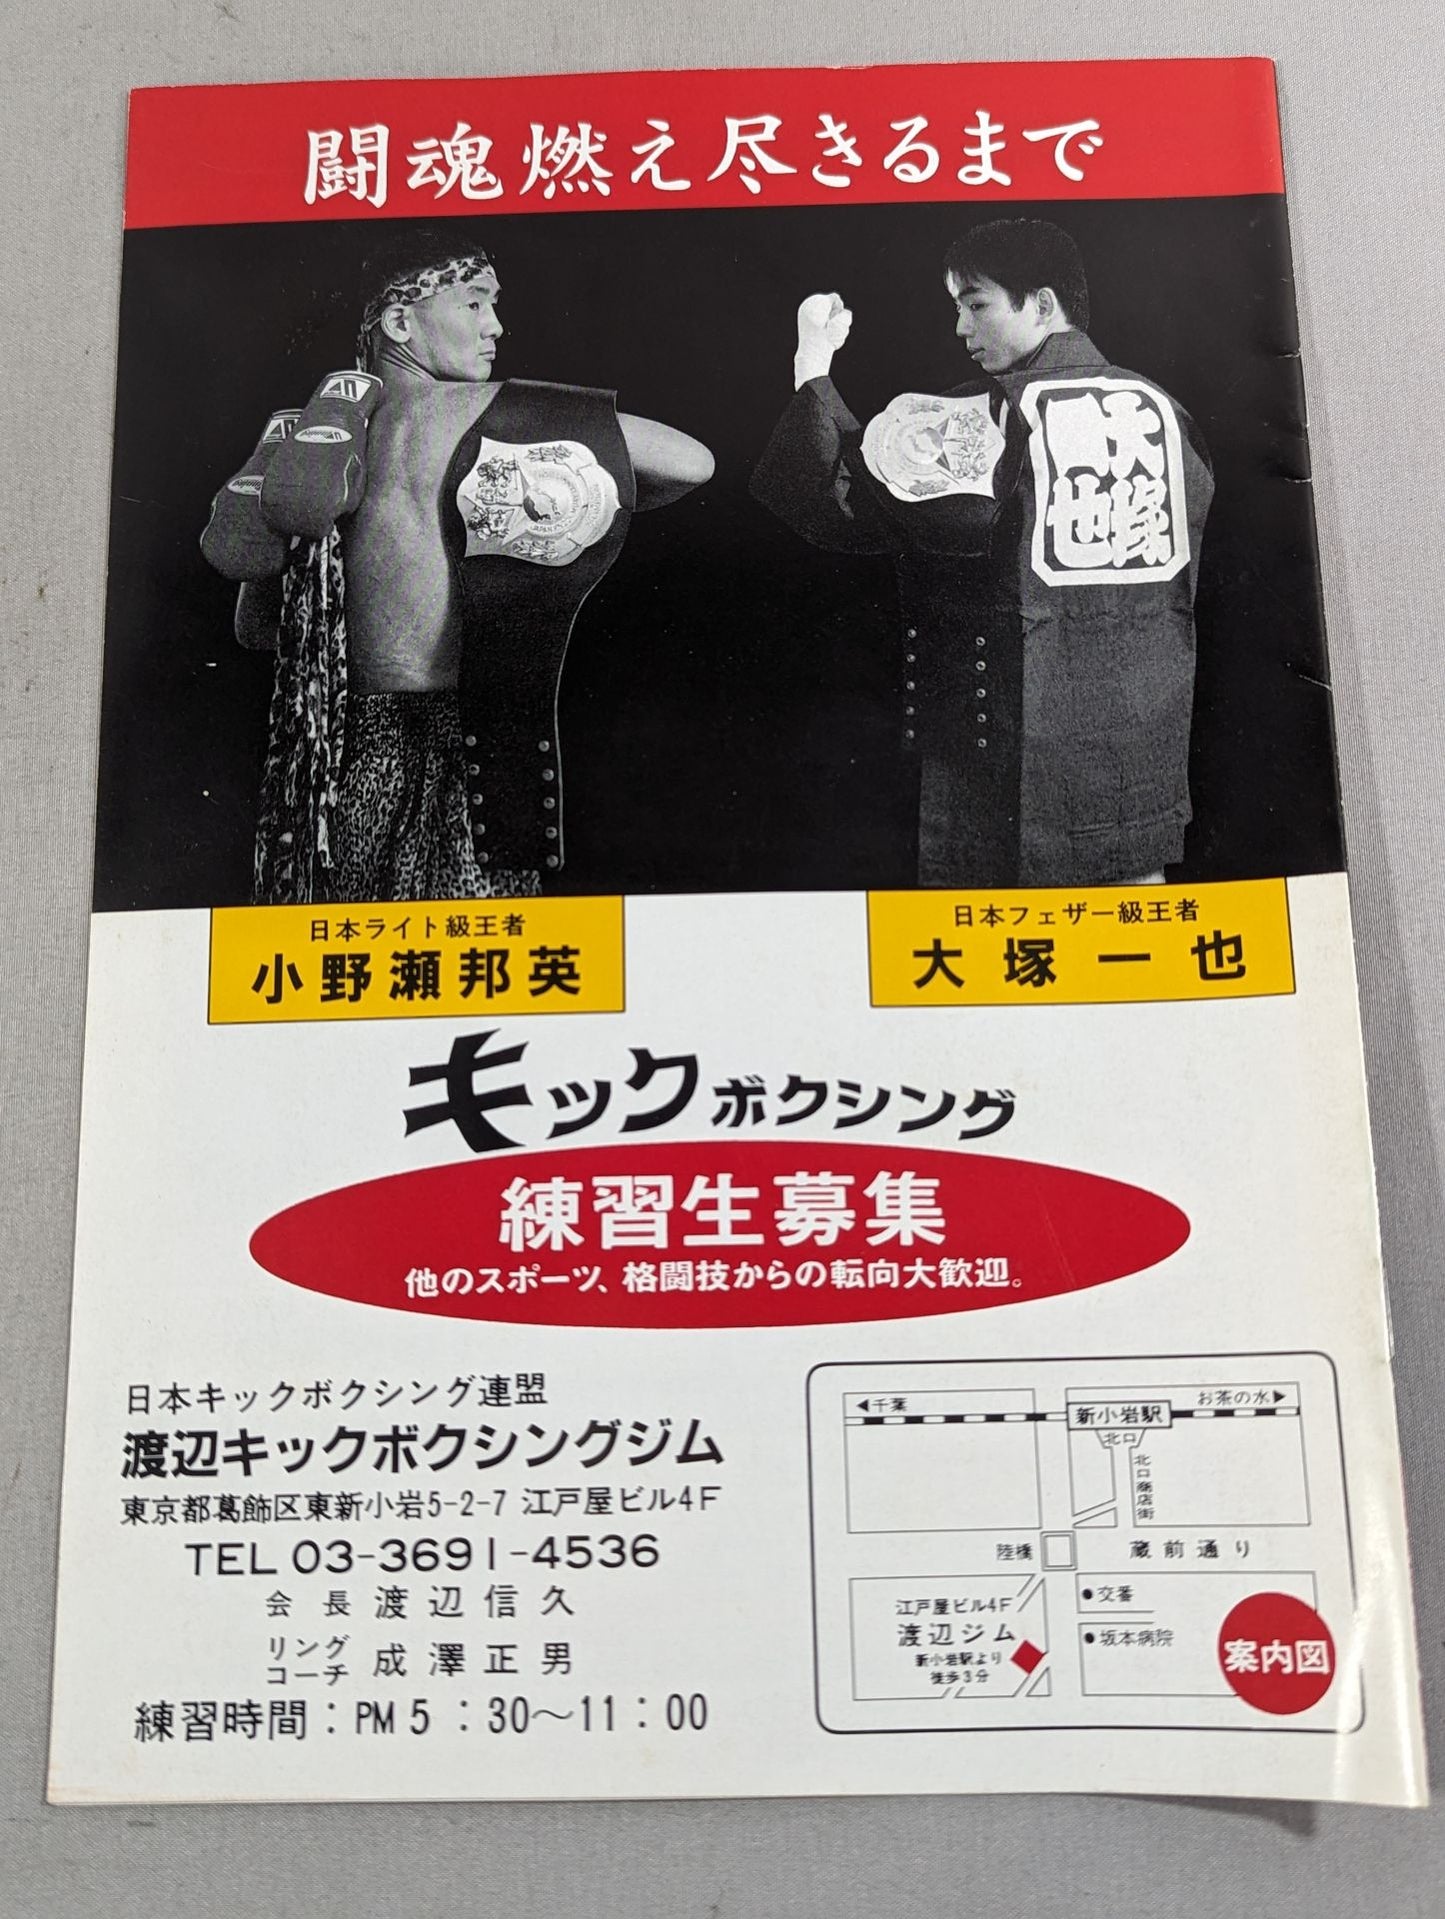 闘魂燃え尽きるまで
大塚一也
日本ライト級王者
小野瀬邦英
日本フェザー級王者
大塚一也
キックボクシング
練習生募集
他のスポーツ、格闘技からの転向大歓迎。
日本キックボクシング連盟
渡辺キックボクシングジム
東京都葛飾区東新小岩5-2-7 江戸屋ビル4F
TEL 03-3691-4536
会長 渡辺信久
リングコーチ 成澤正男
練習時間：PM 5：30～11：00
◀千葉
お茶の水▶
新小岩駅
北口
北口商店街
陸橋
蔵前通り
江戸屋ビル4F
渡辺ジム
新小岩駅より
徒歩3分
●交番
●坂本病院
案内図